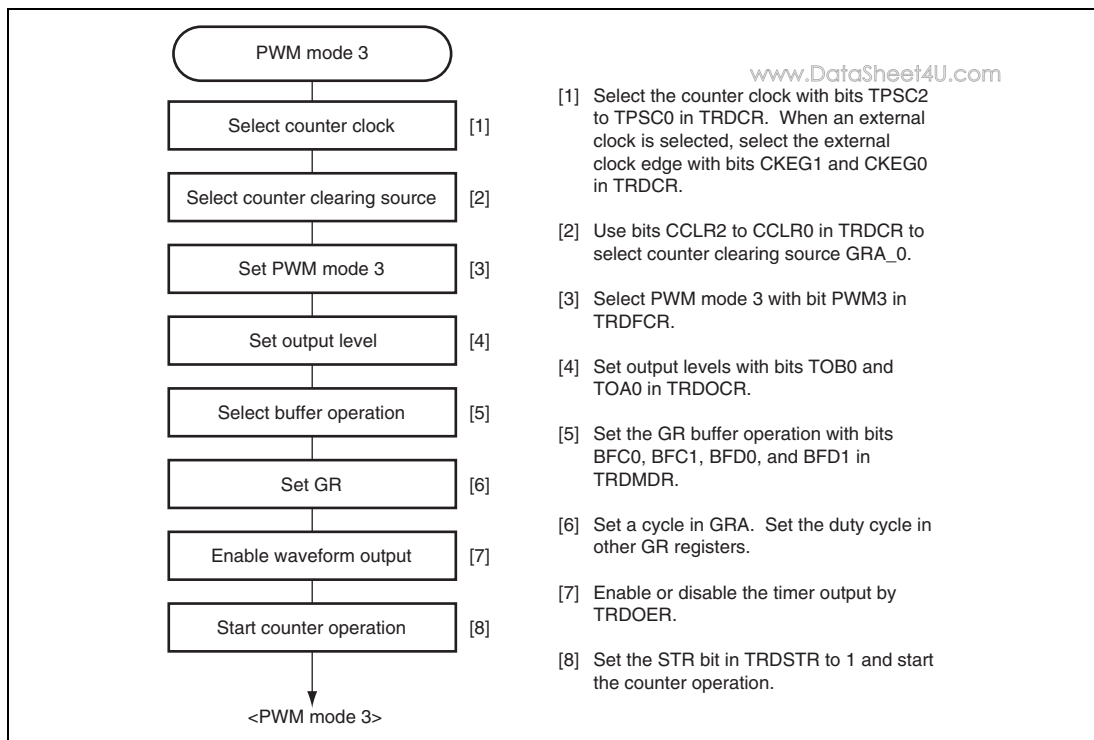 PWM mode 3
Select counter clock [1]
Select counter clearing source [2]
Set PWM mode 3 [3]
Set output level [4]
Select buffer operation [5]
Set GR [6]
Enable waveform output [7]
Start counter operation [8]
<PWM mode 3>
www.DataSheet4U.com
[1] Select the counter clock with bits TPSC2
to TPSC0 in TRDCR. When an external
clock is selected, select the external
clock edge with bits CKEG1 and CKEG0
in TRDCR.
[2] Use bits CCLR2 to CCLR0 in TRDCR to
select counter clearing source GRA_0.
[3] Select PWM mode 3 with bit PWM3 in
TRDFCR.
[4] Set output levels with bits TOB0 and
TOA0 in TRDOCR.
[5] Set the GR buffer operation with bits
BFC0, BFC1, BFD0, and BFD1 in
TRDMDR.
[6] Set a cycle in GRA. Set the duty cycle in
other GR registers.
[7] Enable or disable the timer output by
TRDOER.
[8] Set the STR bit in TRDSTR to 1 and start
the counter operation.